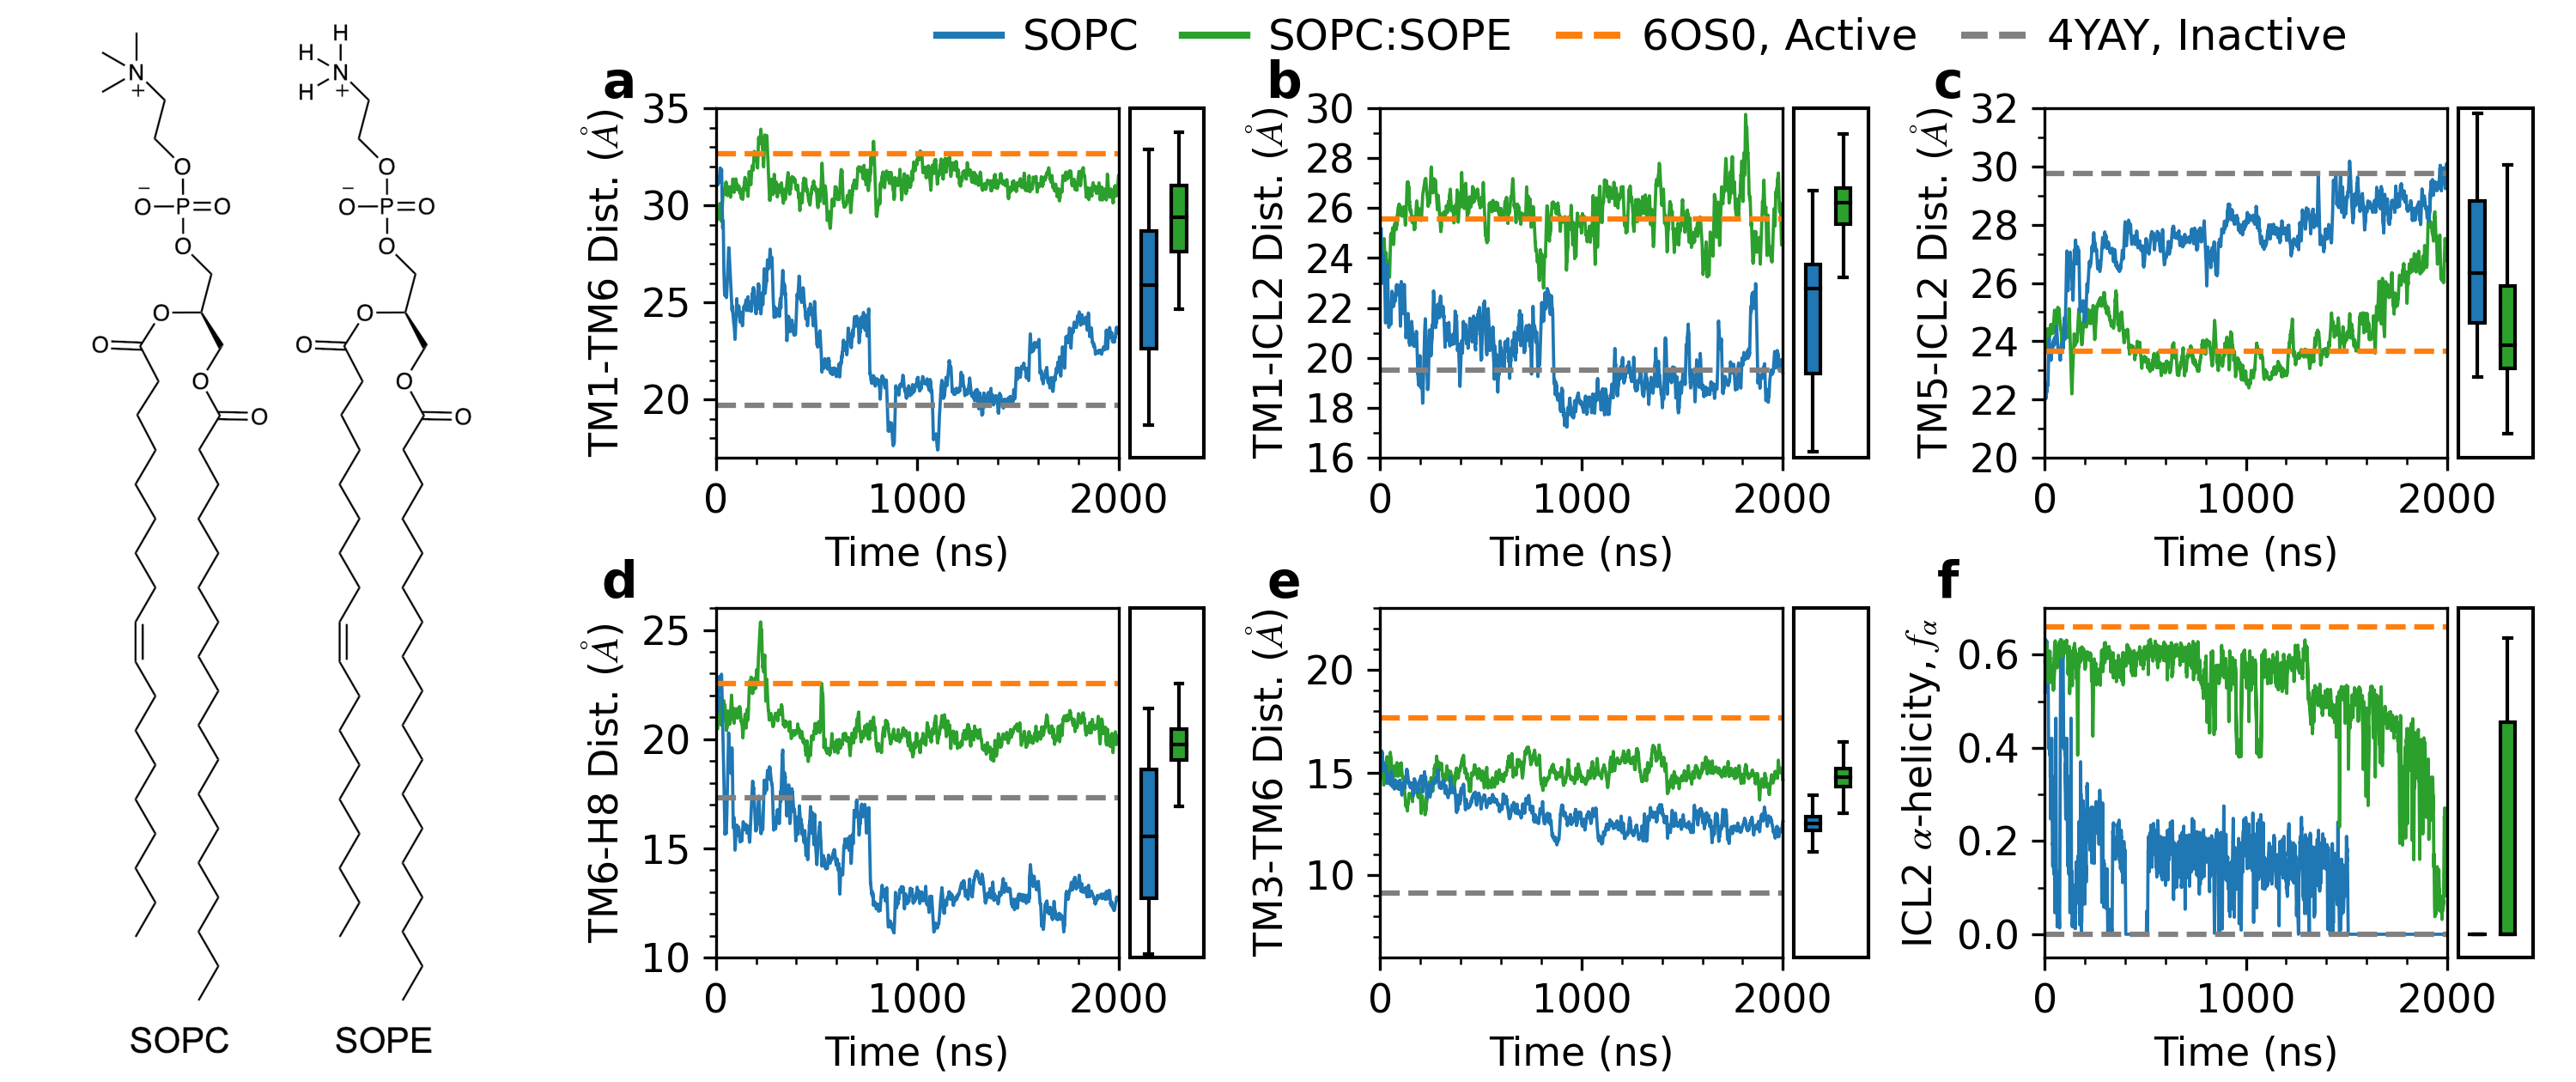 SOPC SOPC:SOPE 6OS0, Active 4YAY, Inactive
a
TM1-TM6 Dist. (Å)
35
30
25
20
0 1000 2000
Time (ns)
b
TM1-ICL2 Dist. (Å)
30
28
26
24
22
20
18
16
0 1000 2000
Time (ns)
c
TM5-ICL2 Dist. (Å)
32
30
28
26
24
22
20
0 1000 2000
Time (ns)
d
TM6-H8 Dist. (Å)
25
20
15
10
0 1000 2000
Time (ns)
e
TM3-TM6 Dist. (Å)
20
15
10
0 1000 2000
Time (ns)
f
ICL2 α-helicity, fα
0.6
0.4
0.2
0.0
0 1000 2000
Time (ns)
N
+
O
−
O P O
O
O
O
O
O
SOPC
H
H N
H +
O
−
O P O
O
O
O
O
O
SOPE